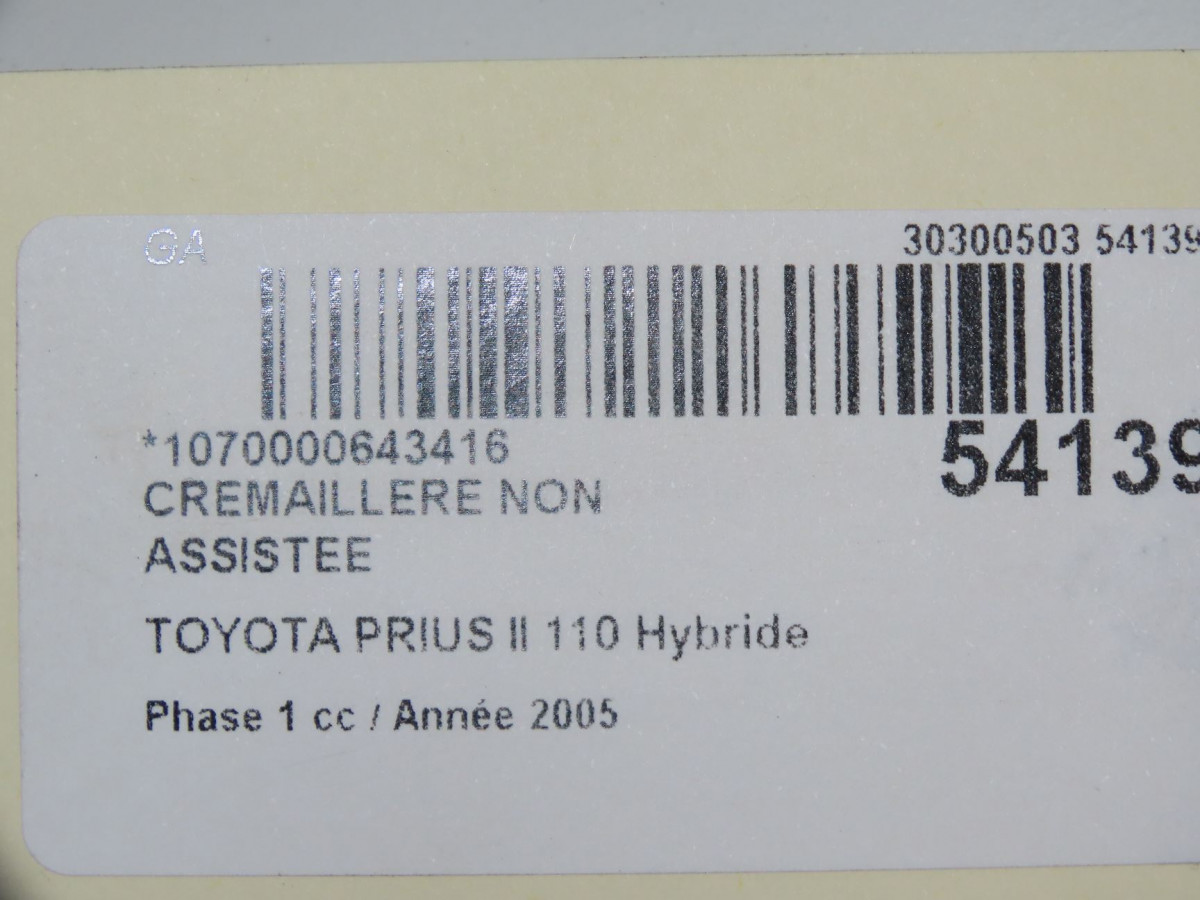 GA
30300503 54139
*1070000643416
54139
CREMAILLERE NON
ASSISTEE
TOYOTA PRIUS II 110 Hybride
Phase 1 cc / Année 2005